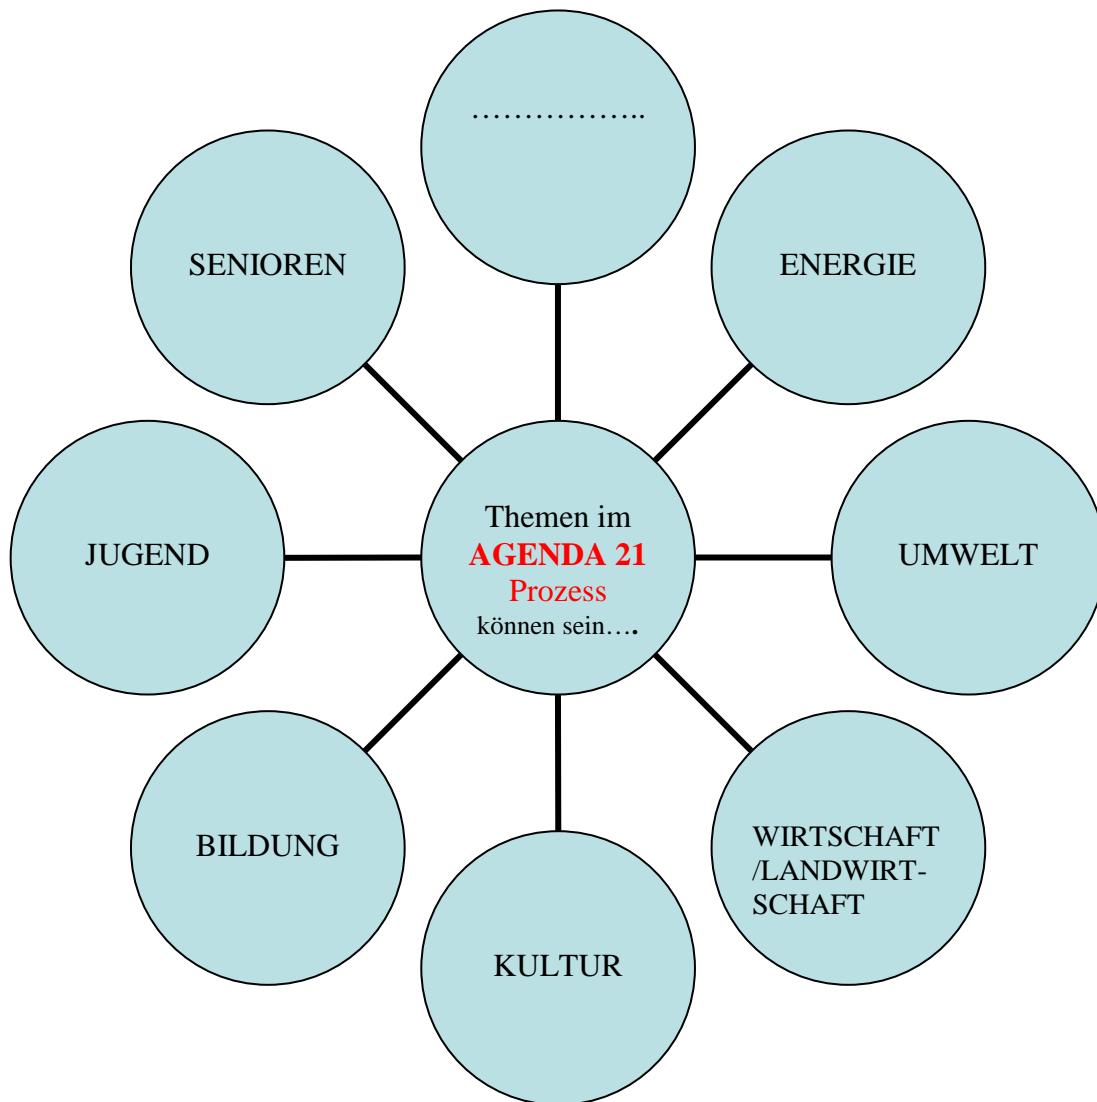 ………………..
SENIOREN
ENERGIE
Themen im
AGENDA 21
Prozess
können sein….
JUGEND
UMWELT
BILDUNG
WIRTSCHAFT
/LANDWIRT-
SCHAFT
KULTUR